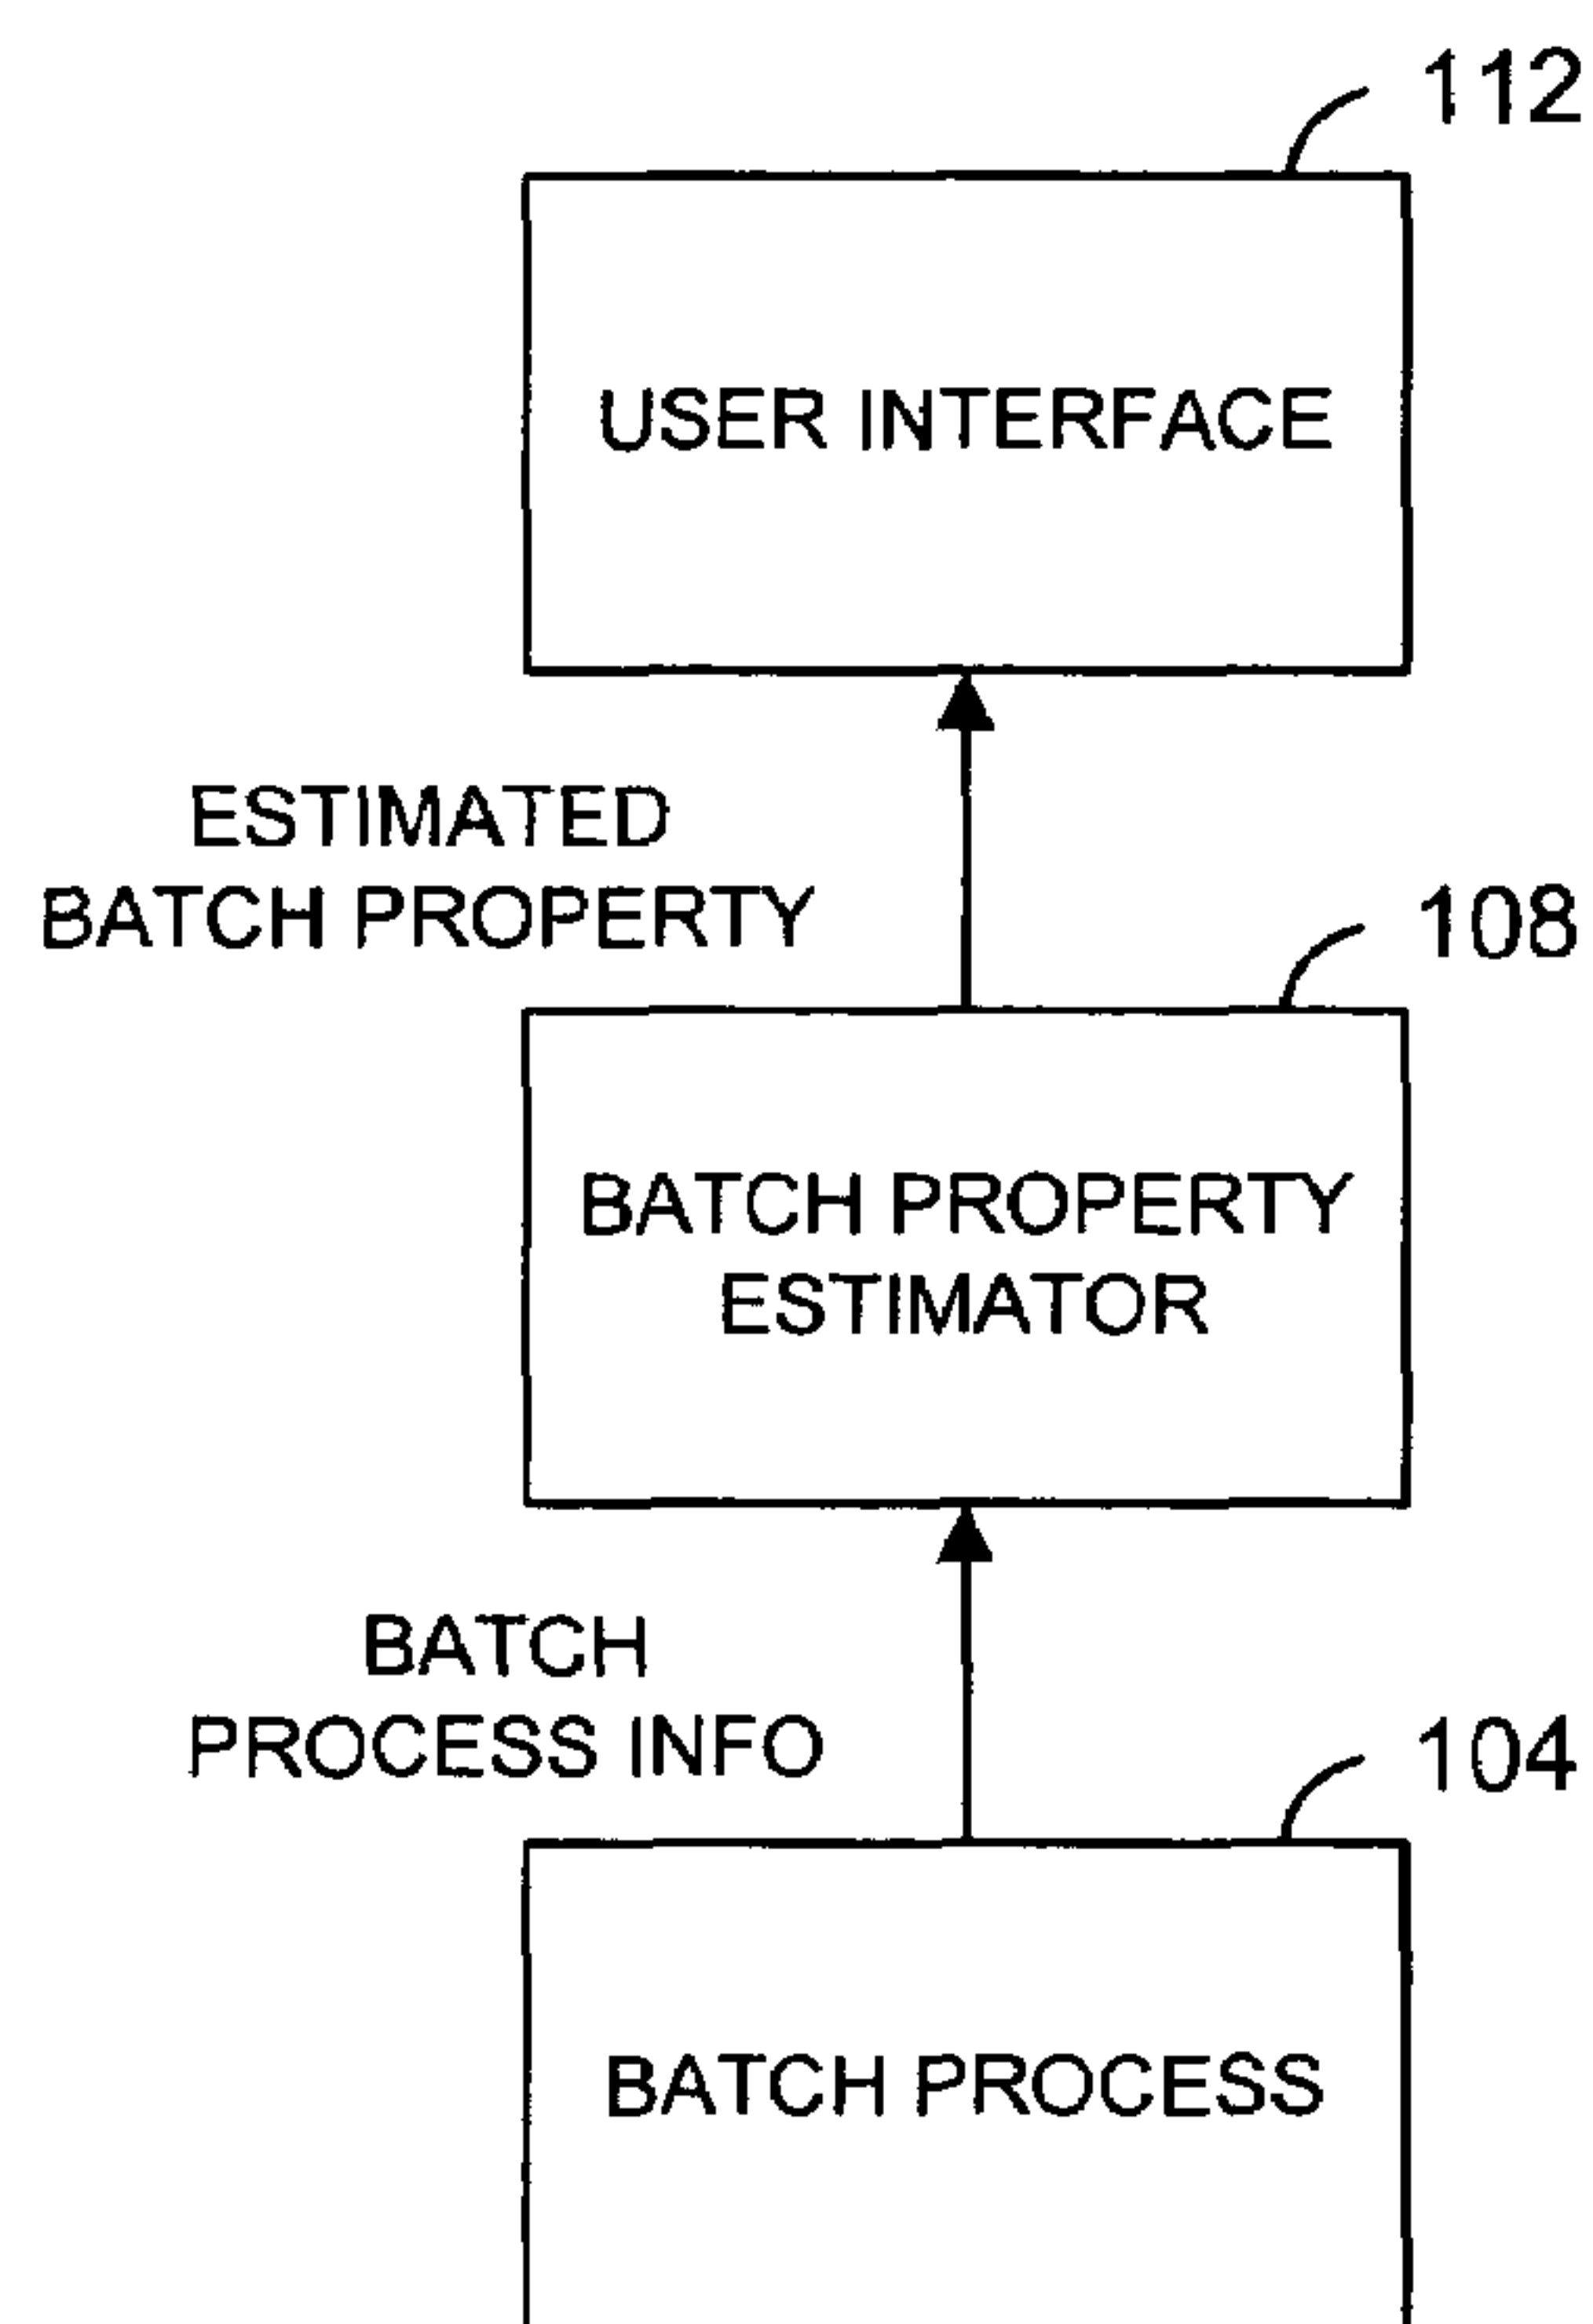 112
USER INTERFACE
ESTIMATED
BATCH PROPERTY
108
BATCH PROPERTY
ESTIMATOR
BATCH
PROCESS INFO
104
BATCH PROCESS